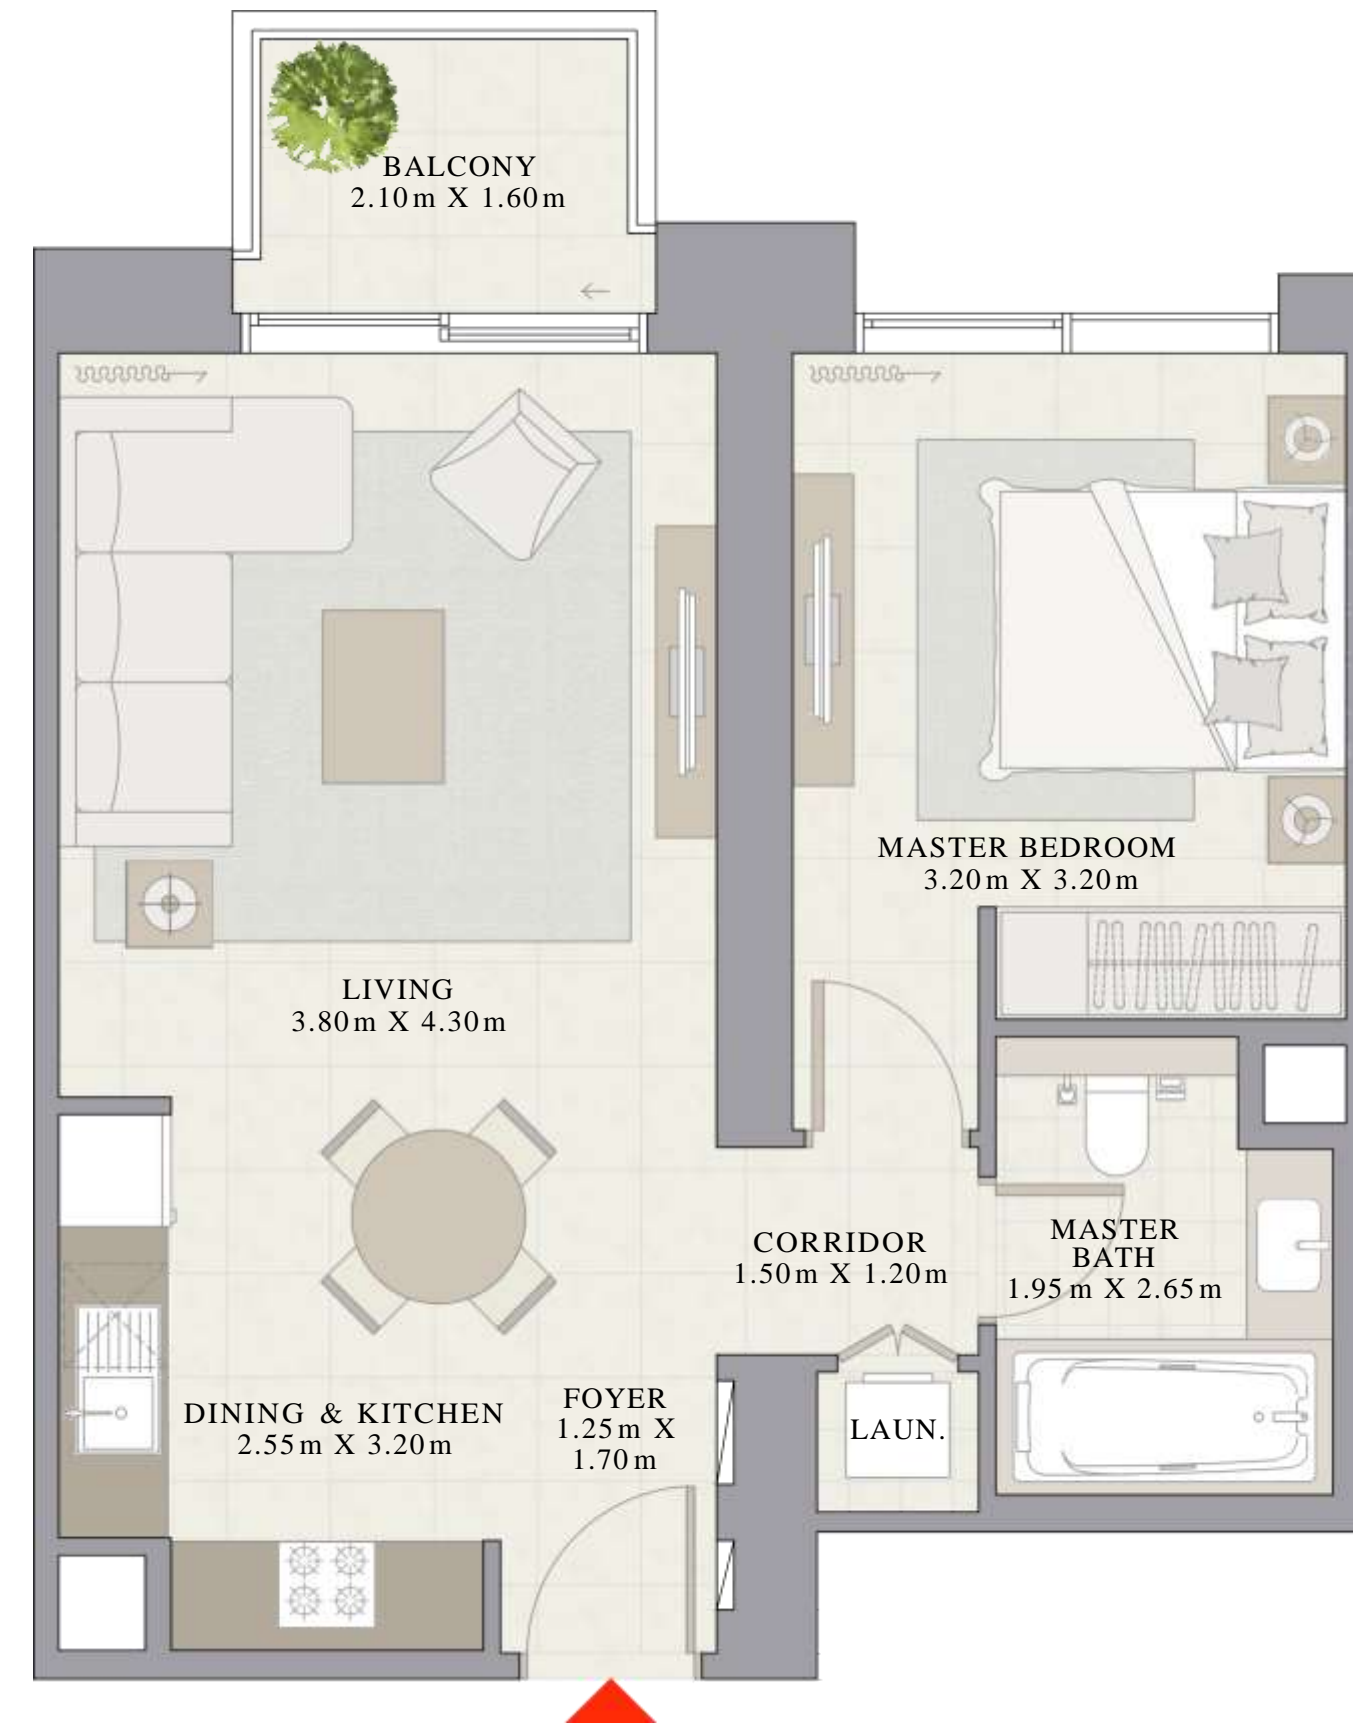 BALCONY
2.10m X 1.60m
MASTER BEDROOM
3.20m X 3.20m
LIVING
3.80m X 4.30m
CORRIDOR
1.50m X 1.20m
MASTER
BATH
1.95m X 2.65m
DINING & KITCHEN
2.55m X 3.20m
FOYER
1.25m X
1.70m
LAUN.